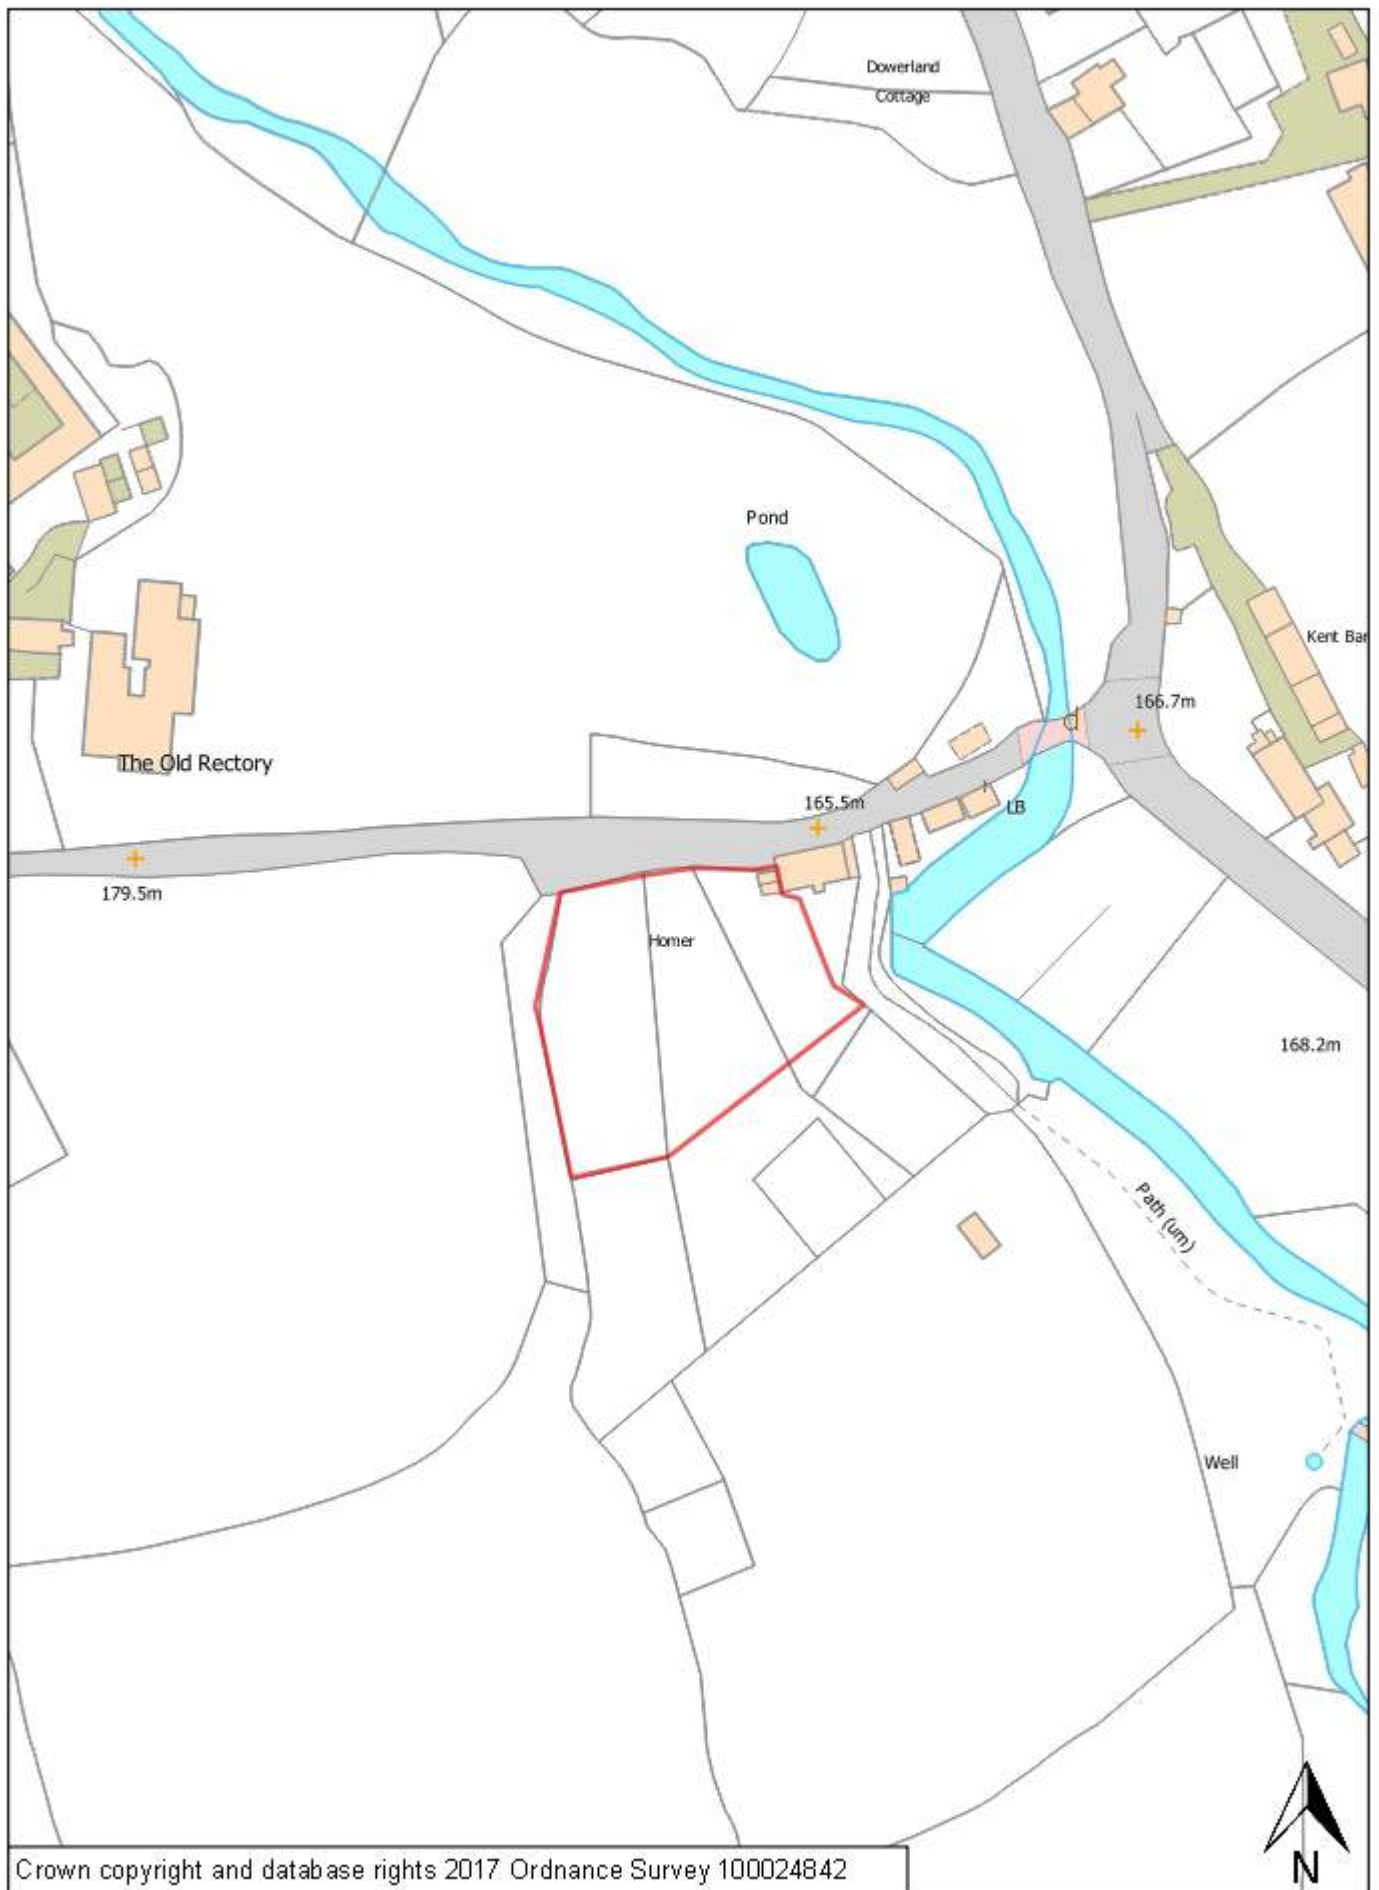 Dowerland
Cottage
Pond
Kent Bar
166.7m
The Old Rectory
165.5m
LB
179.5m
Homer
168.2m
Path (um)
Well
N
Crown copyright and database rights 2017 Ordnance Survey 100024842